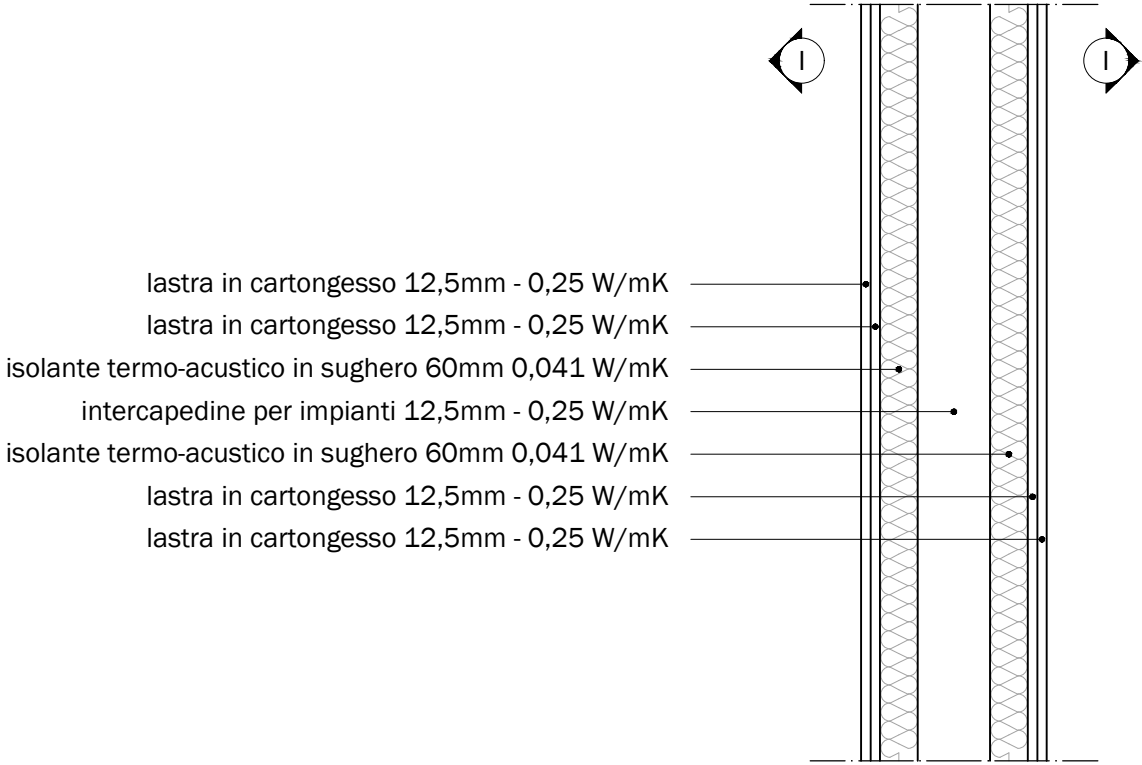 I
I
lastra in cartongesso 12,5mm - 0,25 W/mK
lastra in cartongesso 12,5mm - 0,25 W/mK
isolante termo-acustico in sughero 60mm 0,041 W/mK
intercapedine per impianti 12,5mm - 0,25 W/mK
isolante termo-acustico in sughero 60mm 0,041 W/mK
lastra in cartongesso 12,5mm - 0,25 W/mK
lastra in cartongesso 12,5mm - 0,25 W/mK